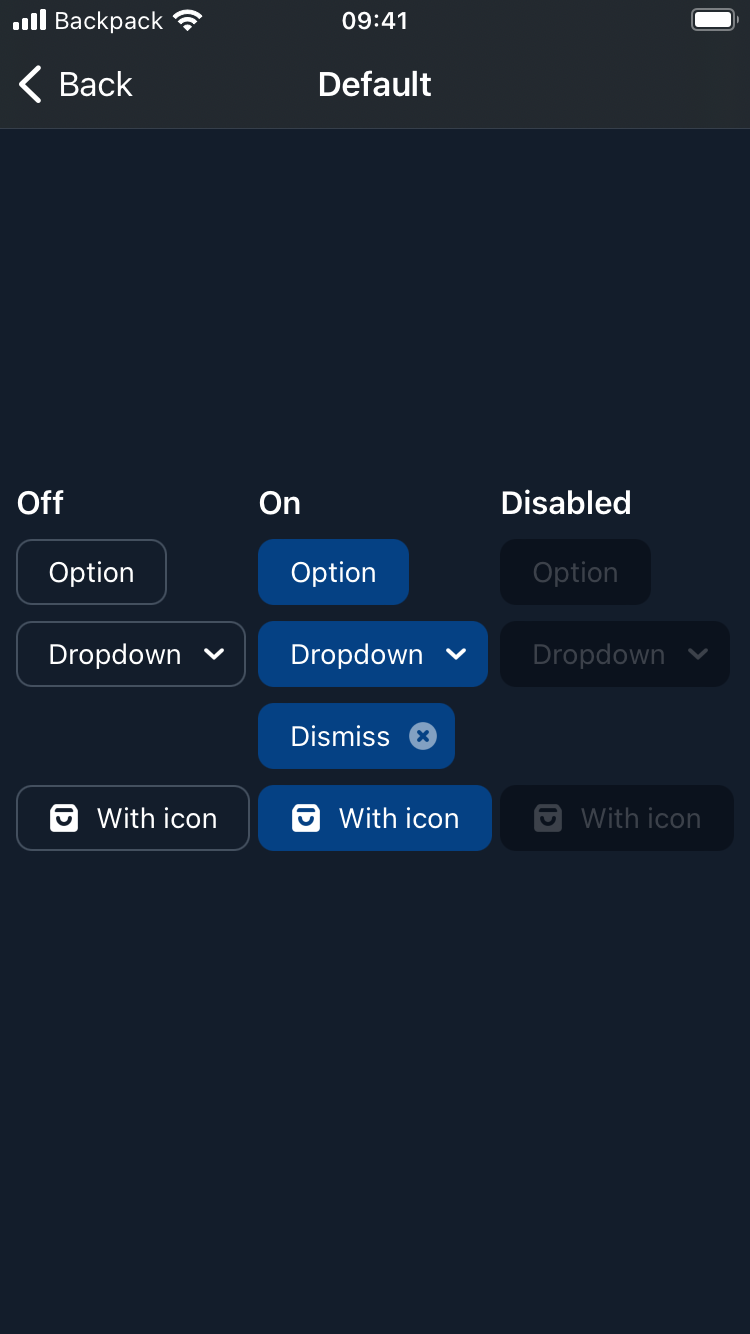 Backpack 09:41
Back Default
Off On Disabled
Option Option Option
Dropdown Dropdown Dropdown
Dismiss
With icon With icon With icon